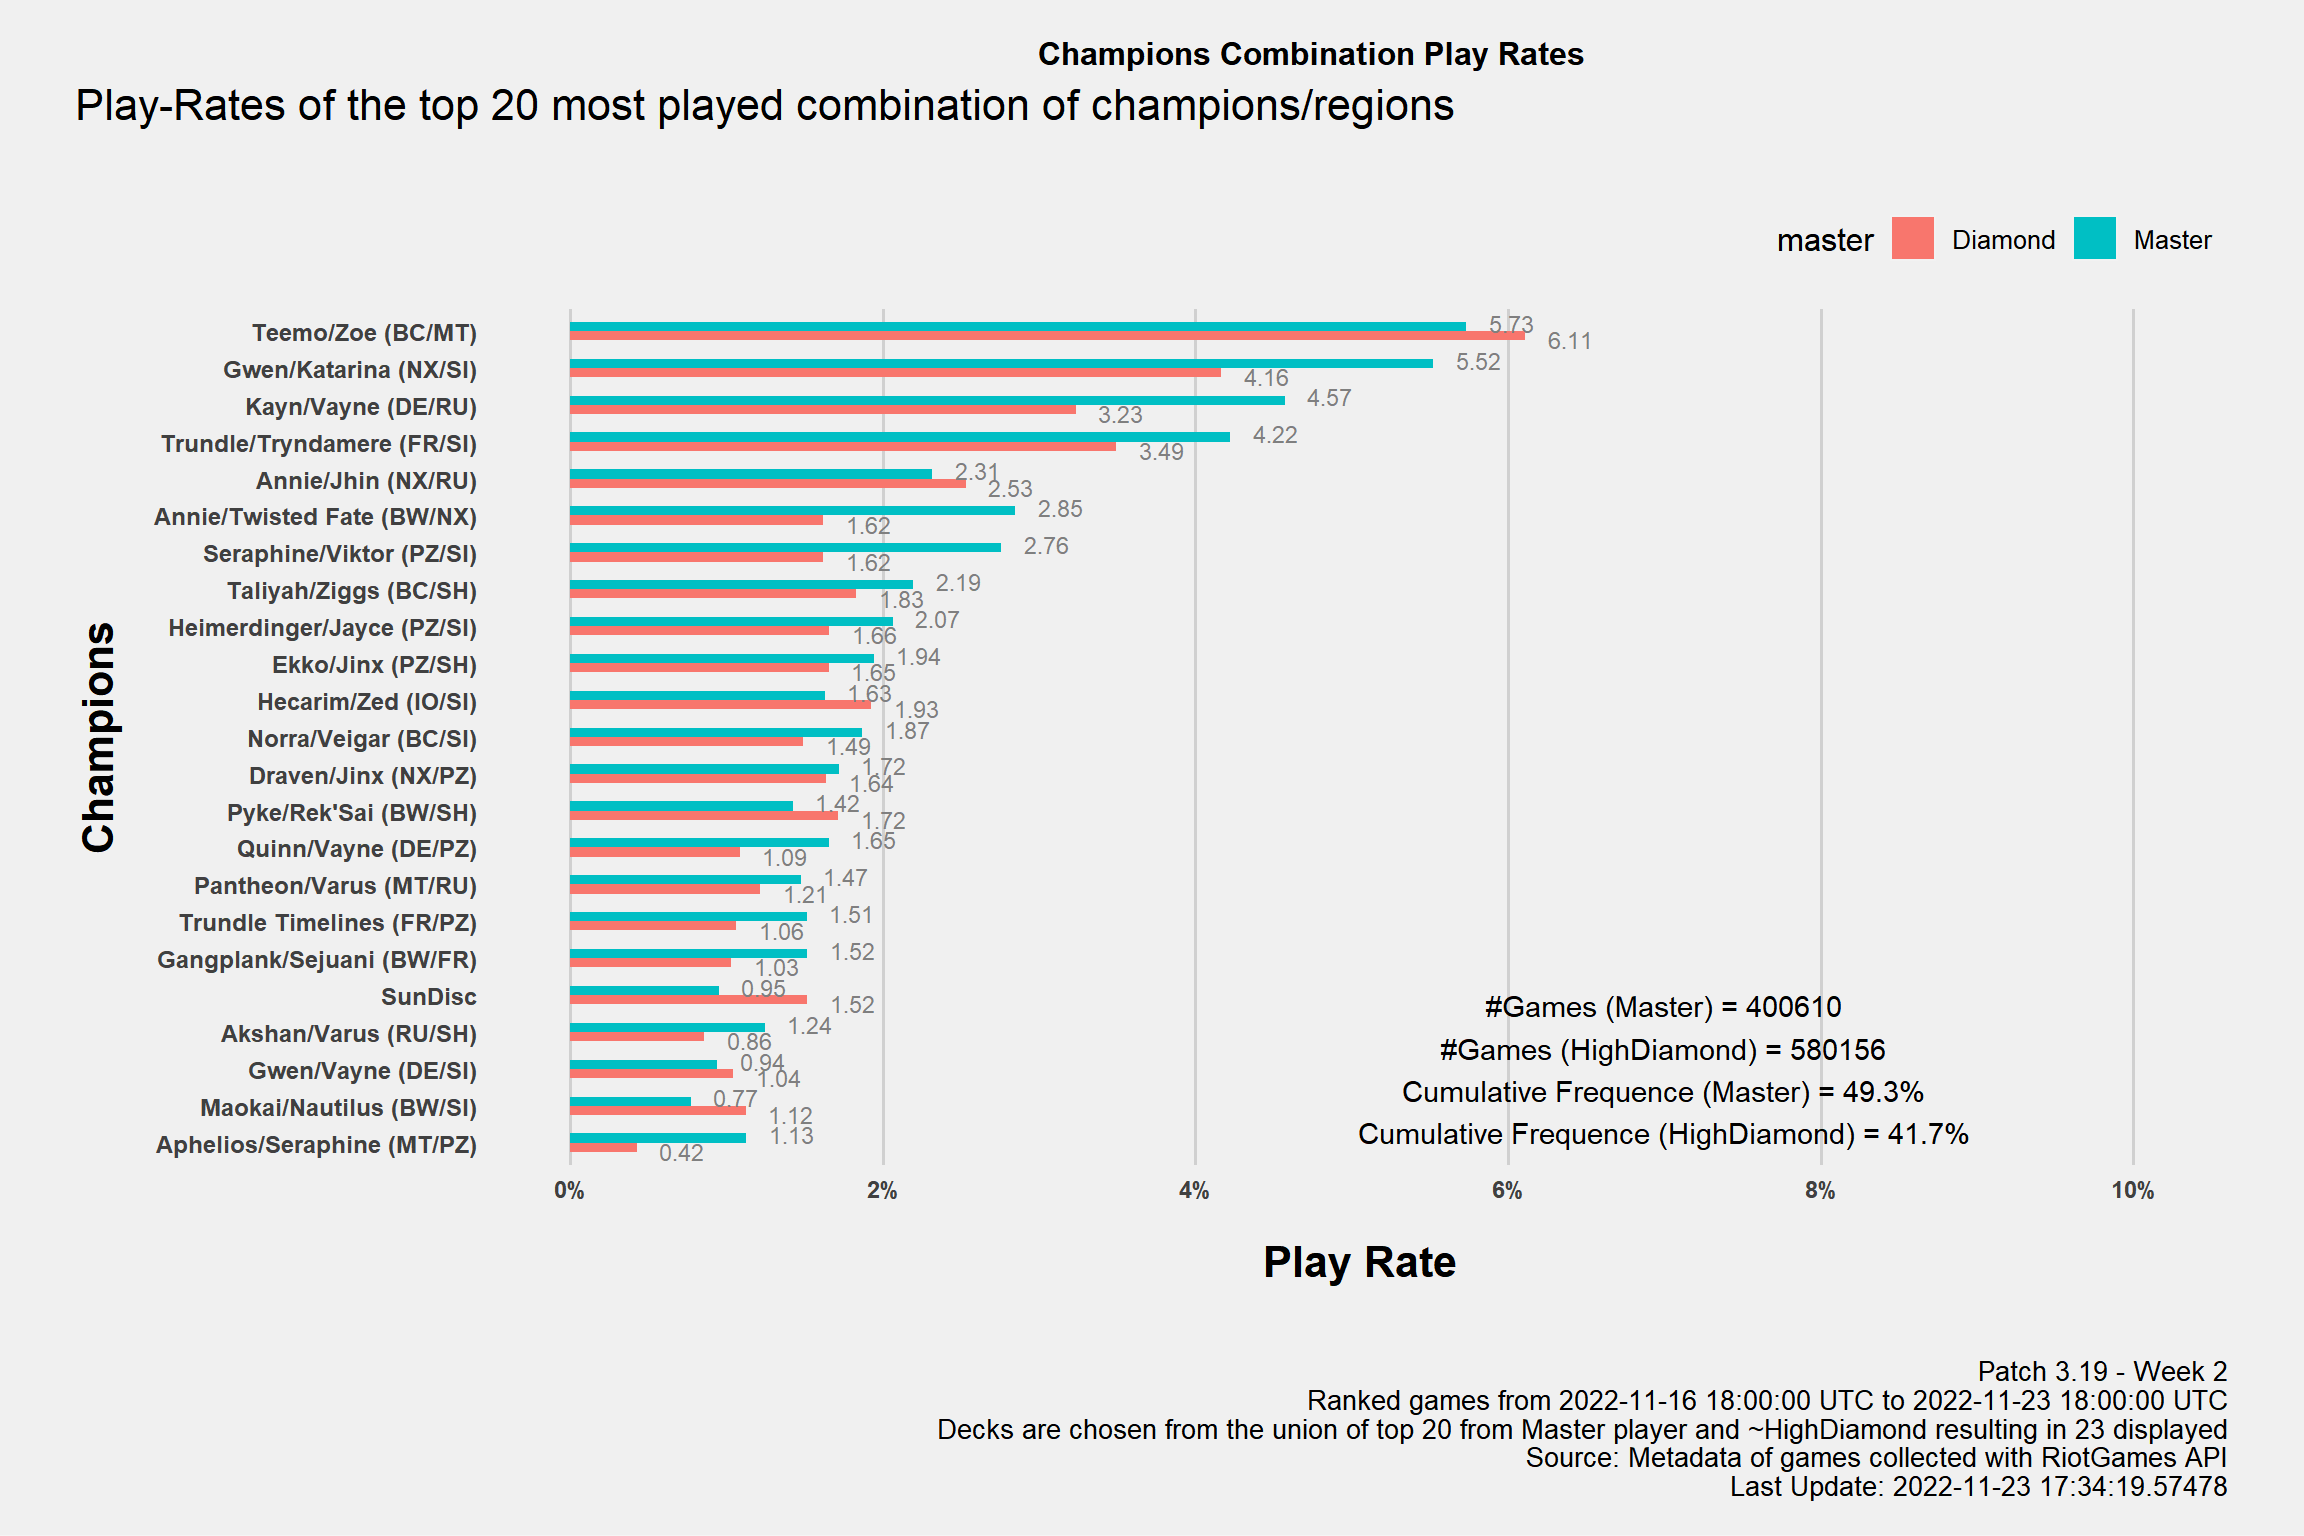 Champions Combination Play Rates
Play-Rates of the top 20 most played combination of champions/regions
master Diamond Master
Champions
Teemo/Zoe (BC/MT) 5.73 6.11
Gwen/Katarina (NX/SI) 5.52 4.16
Kayn/Vayne (DE/RU) 4.57 3.23
Trundle/Tryndamere (FR/SI) 4.22 3.49
Annie/Jhin (NX/RU) 2.31 2.53
Annie/Twisted Fate (BW/NX) 2.85 1.62
Seraphine/Viktor (PZ/SI) 2.76 1.62
Taliyah/Ziggs (BC/SH) 2.19 1.83
Heimerdinger/Jayce (PZ/SI) 2.07 1.66
Ekko/Jinx (PZ/SH) 1.94 1.65
Hecarim/Zed (IO/SI) 1.63 1.93
Norra/Veigar (BC/SI) 1.87 1.49
Draven/Jinx (NX/PZ) 1.72 1.64
Pyke/Rek'Sai (BW/SH) 1.42 1.72
Quinn/Vayne (DE/PZ) 1.65 1.09
Pantheon/Varus (MT/RU) 1.47 1.21
Trundle Timelines (FR/PZ) 1.51 1.06
Gangplank/Sejuani (BW/FR) 1.52 1.03
SunDisc 0.95 1.52
Akshan/Varus (RU/SH) 1.24 0.86
Gwen/Vayne (DE/SI) 0.94 1.04
Maokai/Nautilus (BW/SI) 0.77 1.12
Aphelios/Seraphine (MT/PZ) 1.13 0.42
#Games (Master) = 400610
#Games (HighDiamond) = 580156
Cumulative Frequence (Master) = 49.3%
Cumulative Frequence (HighDiamond) = 41.7%
0% 2% 4% 6% 8% 10%
Play Rate
Patch 3.19 - Week 2
Ranked games from 2022-11-16 18:00:00 UTC to 2022-11-23 18:00:00 UTC
Decks are chosen from the union of top 20 from Master player and ~HighDiamond resulting in 23 displayed
Source: Metadata of games collected with RiotGames API
Last Update: 2022-11-23 17:34:19.57478